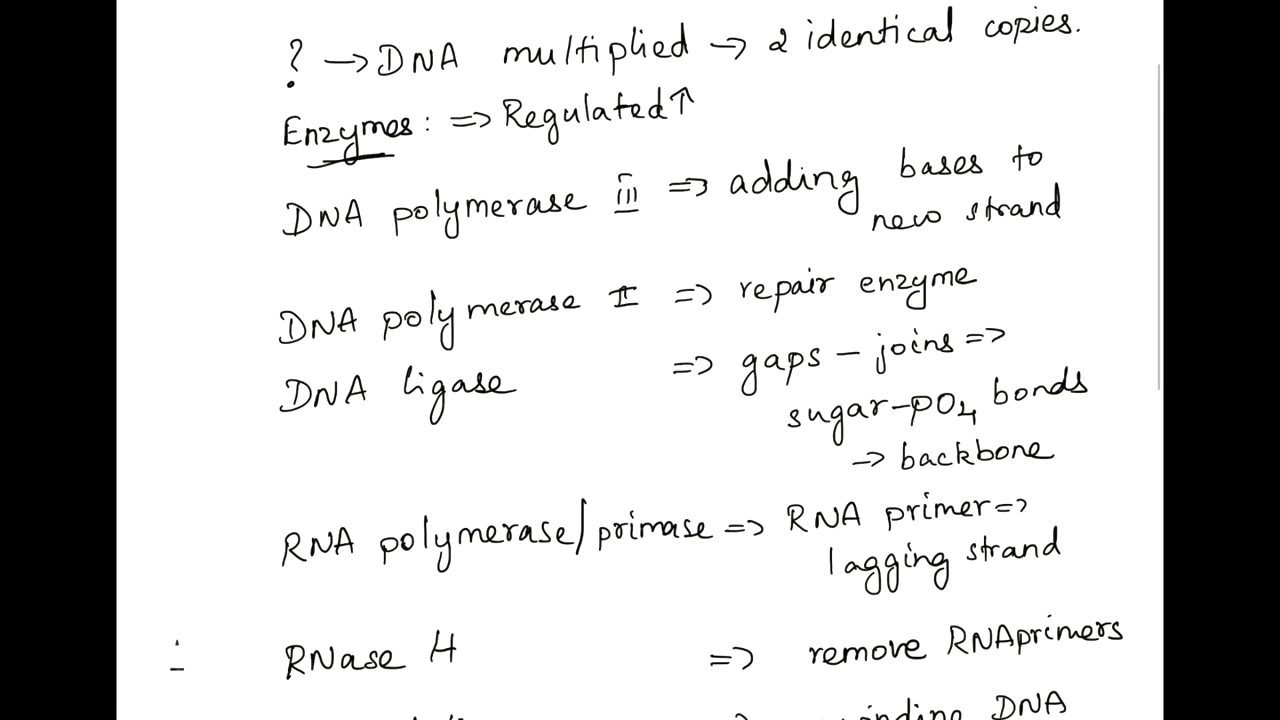 ? → DNA multiplied → 2 identical copies.
Enzymes: => Regulated↑
DNA polymerase III => adding bases to
new strand
DNA polymerase I => repair enzyme
DNA ligase => gaps – joins =>
sugar-PO4 bonds
→ backbone
RNA polymerase/primase => RNA primer =>
lagging strand
RNase H => remove RNAprimers
DNA